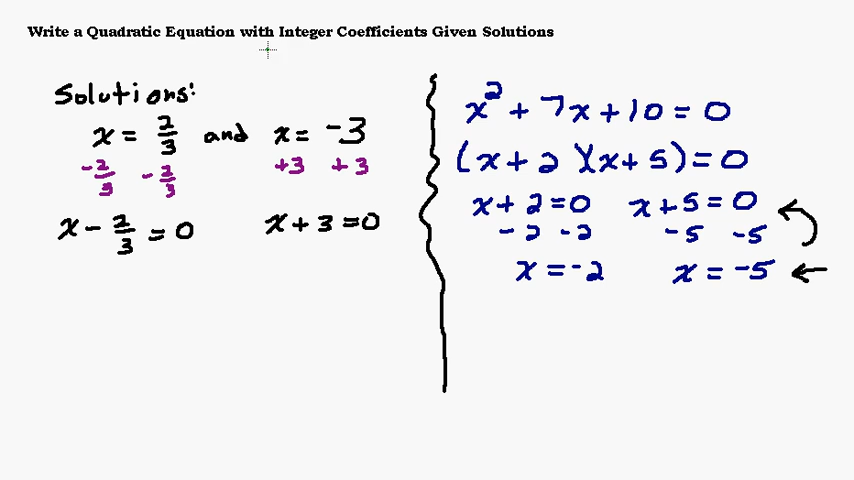 Write a Quadratic Equation with Integer Coefficients Given Solutions
Solutions:
x = 2/3 and x = -3
-2/3 -2/3 +3 +3
x - 2/3 = 0 x + 3 = 0
x² + 7x + 10 = 0
(x + 2)(x + 5) = 0
x + 2 = 0 x + 5 = 0
-2 -2 -5 -5
x = -2 x = -5